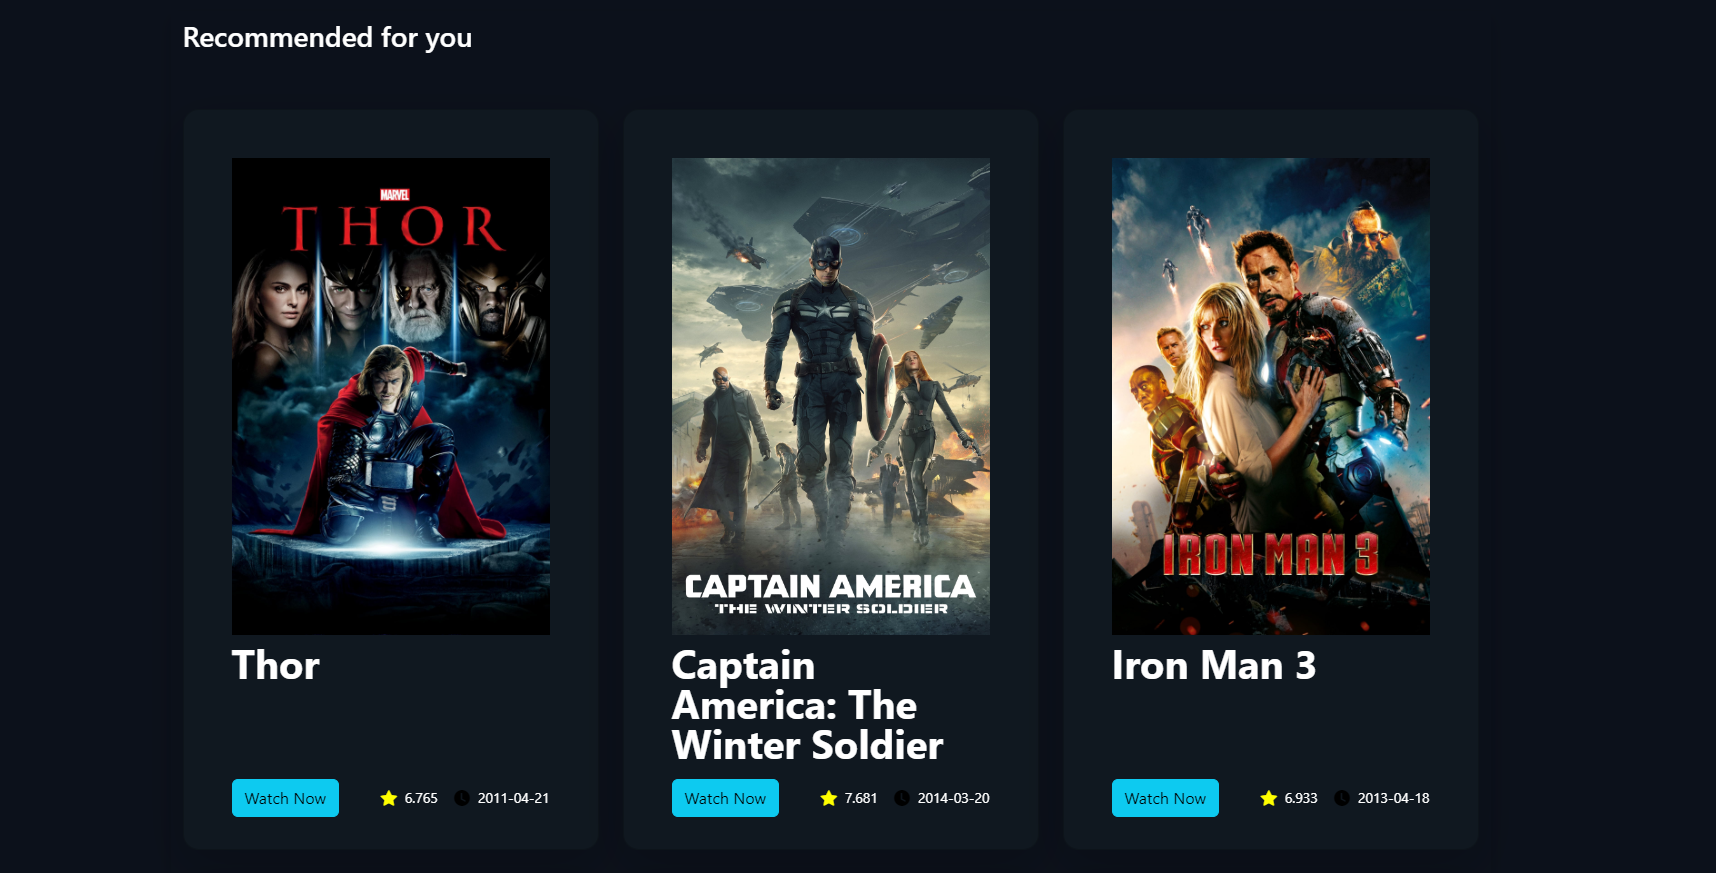 Recommended for you
MARVEL
THOR
CAPTAIN AMERICA
THE WINTER SOLDIER
IRON MAN 3
Thor
Captain
America: The
Winter Soldier
Iron Man 3
Watch Now 6.765 2011-04-21
Watch Now 7.681 2014-03-20
Watch Now 6.933 2013-04-18